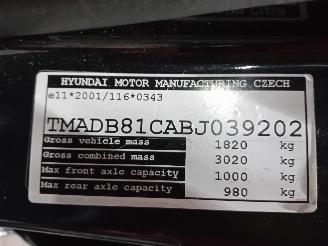 HYUNDAI MOTOR MANUFACTURING CZECH
e11*2001/116*0343
TMADB81CABJ039202
Gross vehicle mass 1820 kg
Gross combined mass 3020 kg
Max front axle capacity 1000 kg
Max rear axle capacity 980 kg